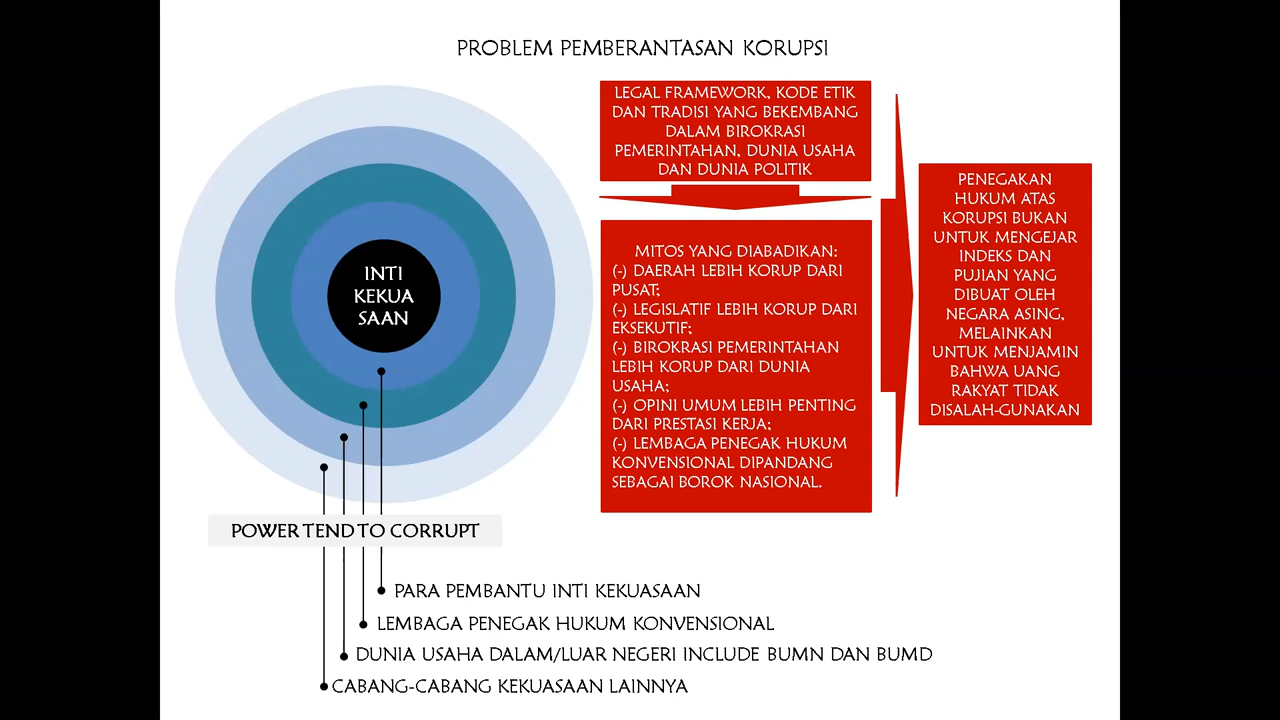 PROBLEM PEMBERANTASAN KORUPSI
INTI
KEKUA
SAAN
POWER TEND TO CORRUPT
PARA PEMBANTU INTI KEKUASAAN
LEMBAGA PENEGAK HUKUM KONVENSIONAL
DUNIA USAHA DALAM/LUAR NEGERI INCLUDE BUMN DAN BUMD
CABANG-CABANG KEKUASAAN LAINNYA
LEGAL FRAMEWORK, KODE ETIK
DAN TRADISI YANG BEKEMBANG
DALAM BIROKRASI
PEMERINTAHAN, DUNIA USAHA
DAN DUNIA POLITIK
MITOS YANG DIABADIKAN:
(-) DAERAH LEBIH KORUP DARI
PUSAT;
(-) LEGISLATIF LEBIH KORUP DARI
EKSEKUTIF;
(-) BIROKRASI PEMERINTAHAN
LEBIH KORUP DARI DUNIA
USAHA;
(-) OPINI UMUM LEBIH PENTING
DARI PRESTASI KERJA;
(-) LEMBAGA PENEGAK HUKUM
KONVENSIONAL DIPANDANG
SEBAGAI BOROK NASIONAL.
PENEGAKAN
HUKUM ATAS
KORUPSI BUKAN
UNTUK MENGEJAR
INDEKS DAN
PUJIAN YANG
DIBUAT OLEH
NEGARA ASING,
MELAINKAN
UNTUK MENJAMIN
BAHWA UANG
RAKYAT TIDAK
DISALAH-GUNAKAN